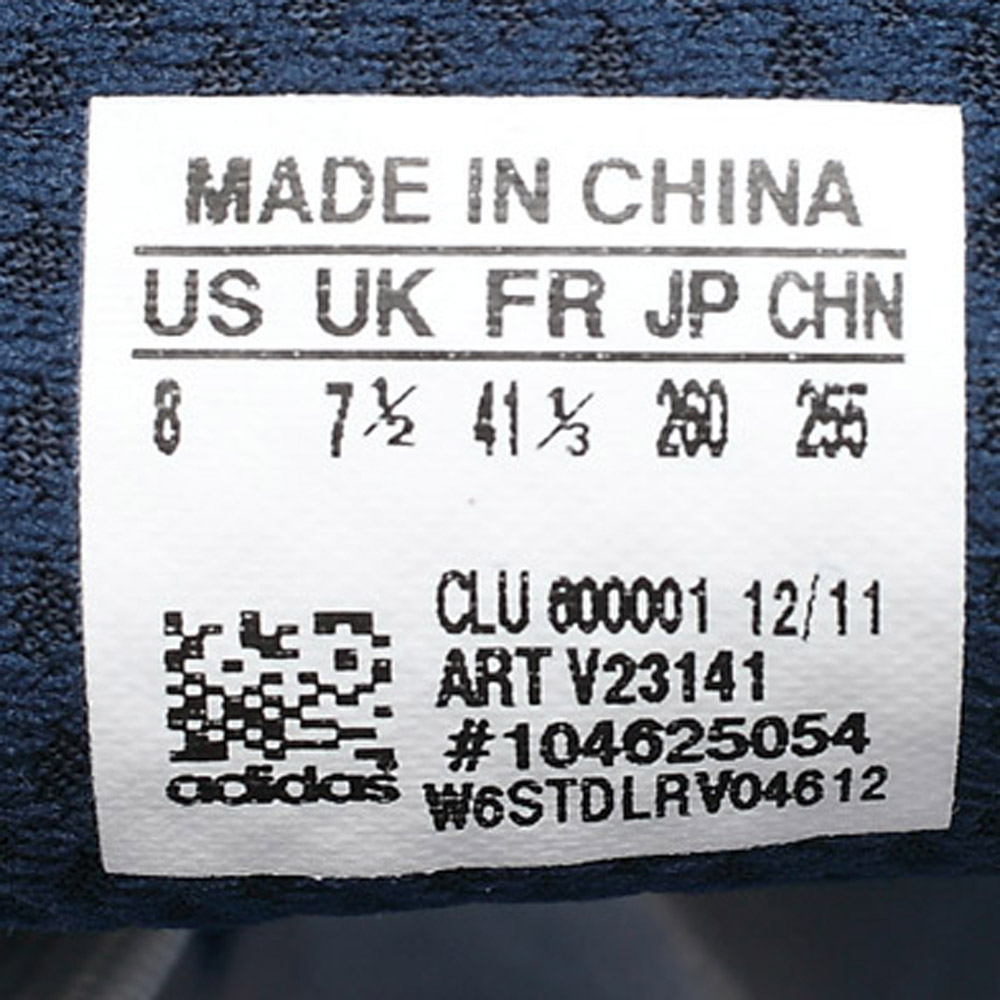 MADE IN CHINA
US UK FR JP CHN
8 7½ 41⅓ 260 255
CLU 600001 12/11
ART V23141
#104625054
adidas W6STDLRV04612